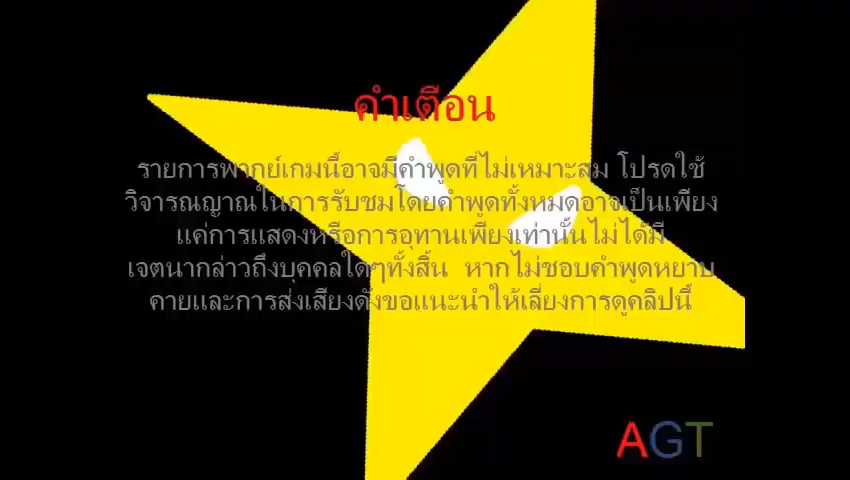 คำเตือน
รายการพากย์เกมนี้อาจมีคำพูดที่ไม่เหมาะสม โปรดใช้
วิจารณญาณในการรับชมโดยคำพูดทั้งหมดอาจเป็นเพียง
แค่การแสดงหรือการอุทานเพียงเท่านั้นไม่ได้มี
เจตนากล่าวถึงบุคคลใดๆทั้งสิ้น หากไม่ชอบคำพูดหยาบ
คายและการส่งเสียงดังขอแนะนำให้เลี่ยงการดูคลิปนี้
AGT